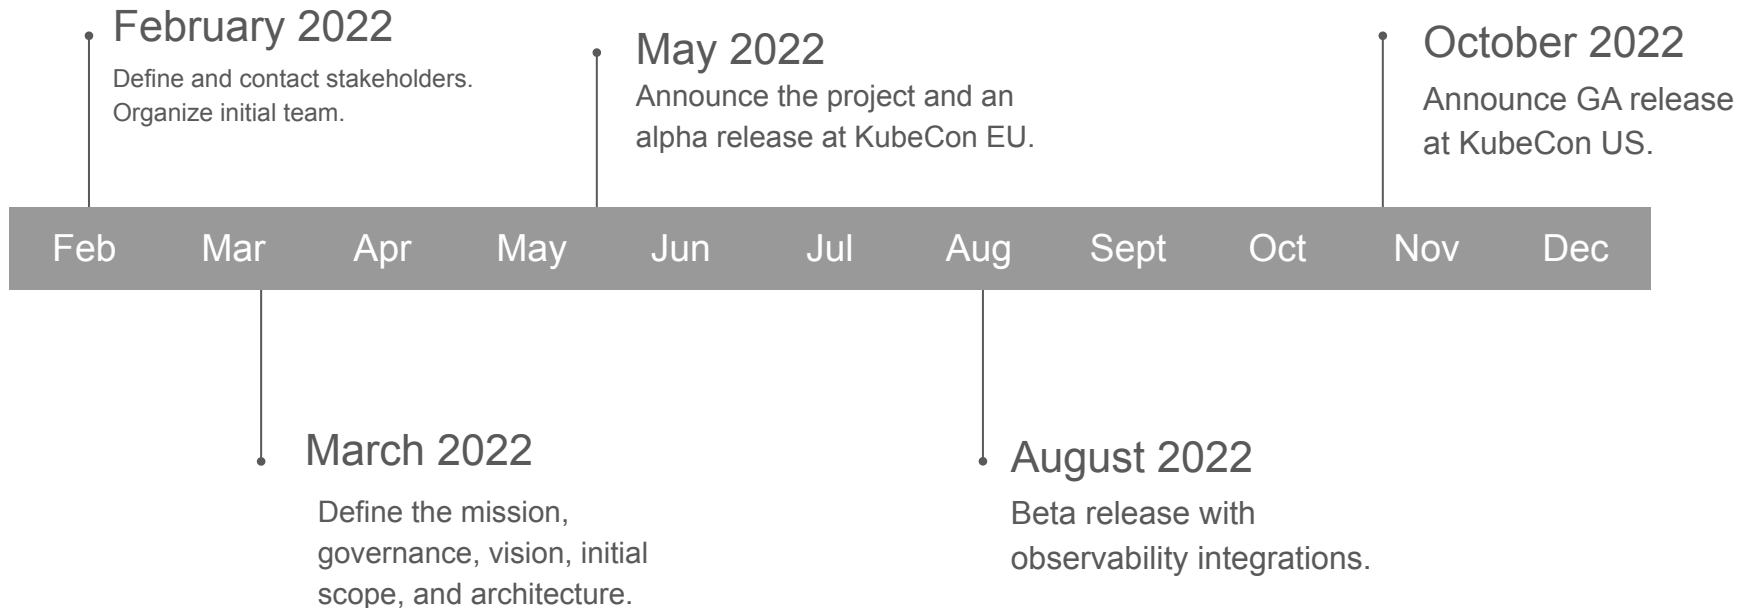 February 2022
Define and contact stakeholders.
Organize initial team.
May 2022
Announce the project and an
alpha release at KubeCon EU.
October 2022
Announce GA release
at KubeCon US.
Feb Mar Apr May Jun Jul Aug Sept Oct Nov Dec
March 2022
Define the mission,
governance, vision, initial
scope, and architecture.
August 2022
Beta release with
observability integrations.